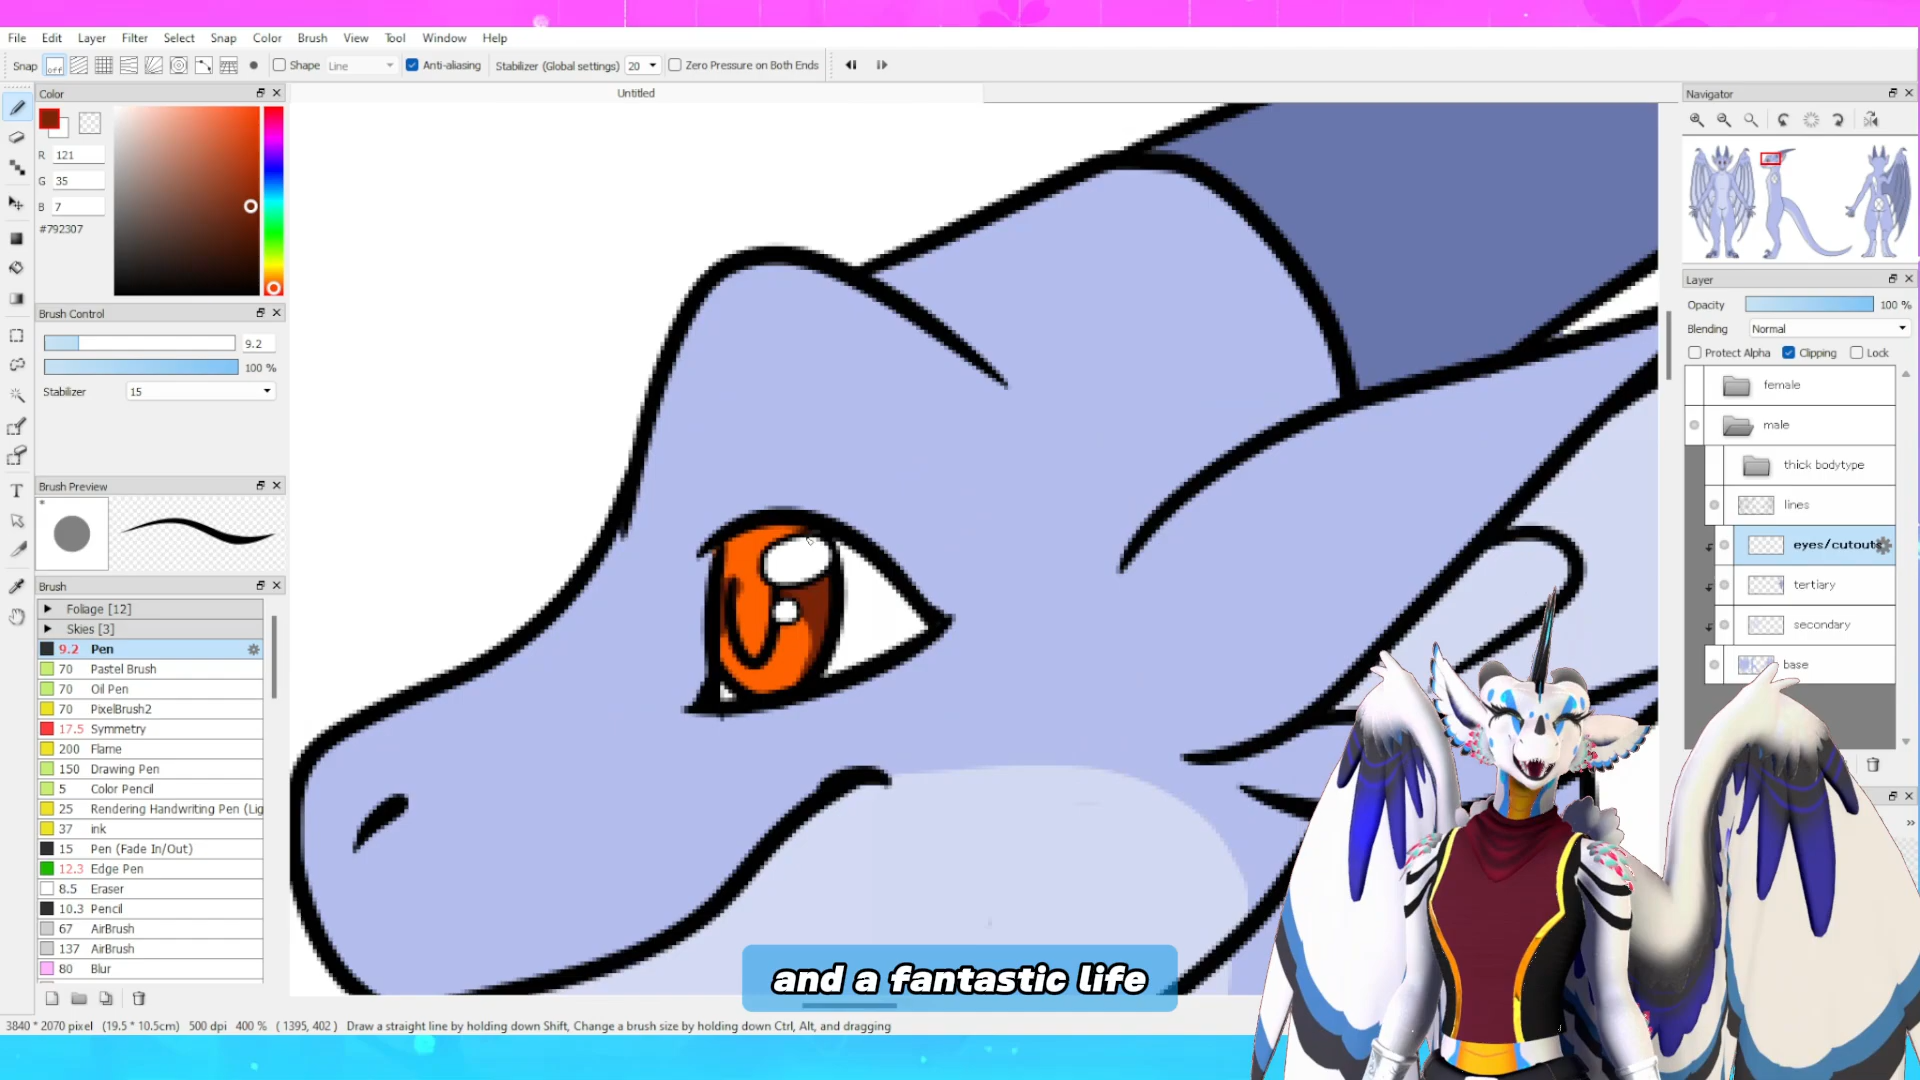 File Edit Layer Filter Select Snap Color Brush View Tool Window Help
Snap off Shape Line Anti-aliasing Stabilizer (Global settings) 20 Zero Pressure on Both Ends
Color
Untitled
Navigator
R 121
G 35
B 7
#792307
Brush Control
9.2
100 %
Stabilizer 15
Brush Preview
Brush
Foliage [12]
Skies [3]
9.2 Pen
70 Pastel Brush
70 Oil Pen
70 PixelBrush2
17.5 Symmetry
200 Flame
150 Drawing Pen
5 Color Pencil
25 Rendering Handwriting Pen (Lig
37 ink
15 Pen (Fade In/Out)
12.3 Edge Pen
8.5 Eraser
10.3 Pencil
67 AirBrush
137 AirBrush
80 Blur
Layer
Opacity 100 %
Blending Normal
Protect Alpha Clipping Lock
female
male
thick bodytype
lines
eyes/cutouts
tertiary
secondary
base
and a fantastic life
3840 * 2070 pixel (19.5 * 10.5cm) 500 dpi 400 % ( 1395, 402 ) Draw a straight line by holding down Shift, Change a brush size by holding down Ctrl, Alt, and dragging